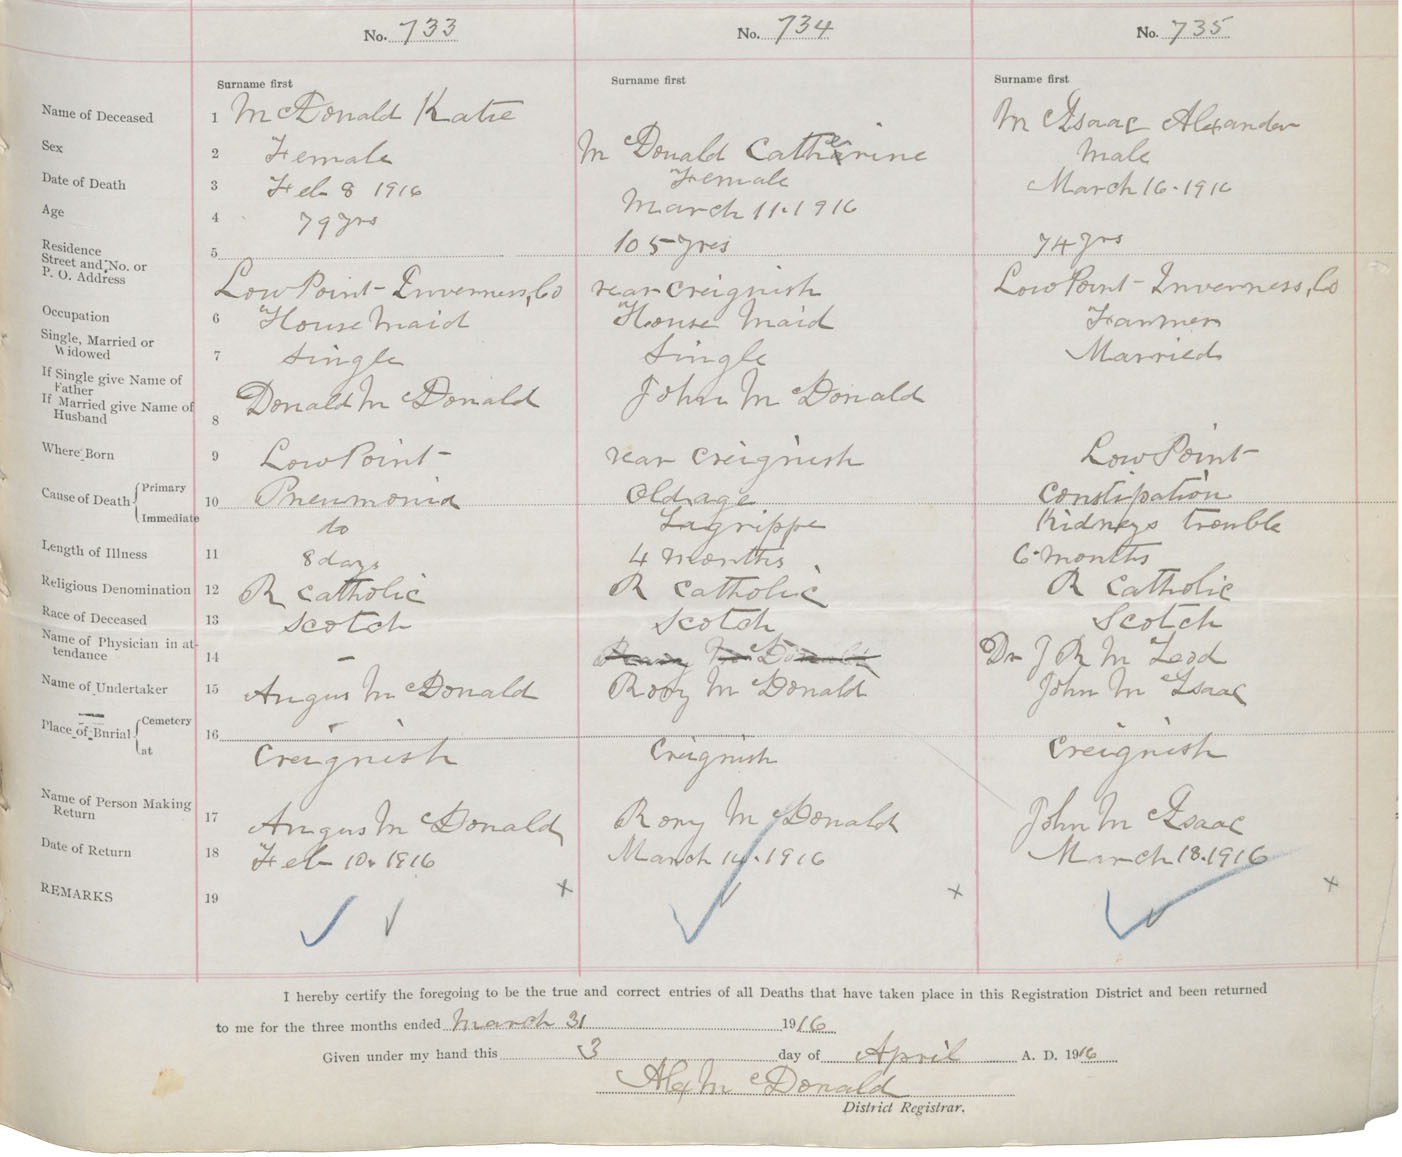 No. 733
No. 734
No. 735
Surname first
Surname first
Surname first
Name of Deceased 1 McDonald Katie
McDonald Catherine
McIsaac Alexander
Sex 2 Female
Female
Male
Date of Death 3 Feb 8 1916
March 11.1916
March 16.1916
Age 4 79 yrs
105 yres
74 yrs
Residence
Street and No. or
P. O. Address
5
Low Point - Inverness, Co
rear Creignish
Low Point - Inverness, Co
Occupation 6 House Maid
House Maid
Farmer
Single, Married or
Widowed
7 Single
Single
Married
If Single give Name of
Father
If Married give Name of
Husband
8 Donald McDonald
John McDonald
Where Born 9 Low Point -
rear Creignish
Low Point
Cause of Death Primary 10 Pneumonia
Old age
Constipation
Immediate
do
Lagrippe
Kidneys trouble
Length of Illness 11 8 days
4 months
6 months
Religious Denomination 12 R Catholic
R Catholic
R Catholic
Race of Deceased 13 Scotch
Scotch
Scotch
Name of Physician in at-
tendance
14 -
Rory McDonald
Dr J R McLeod
Name of Undertaker 15 Angus McDonald
Rory McDonald
John McIsaac
Place of Burial Cemetery 16
at
Creignish
Creignish
Creignish
Name of Person Making
Return
17 Angus McDonald
Rory McDonald
John McIsaac
Date of Return 18 Feb 10. 1916
March 14.1916
March 18.1916
REMARKS 19
I hereby certify the foregoing to be the true and correct entries of all Deaths that have taken place in this Registration District and been returned
to me for the three months ended March 31 1916
Given under my hand this 3 day of April A. D. 1916
Alex McDonald
District Registrar.